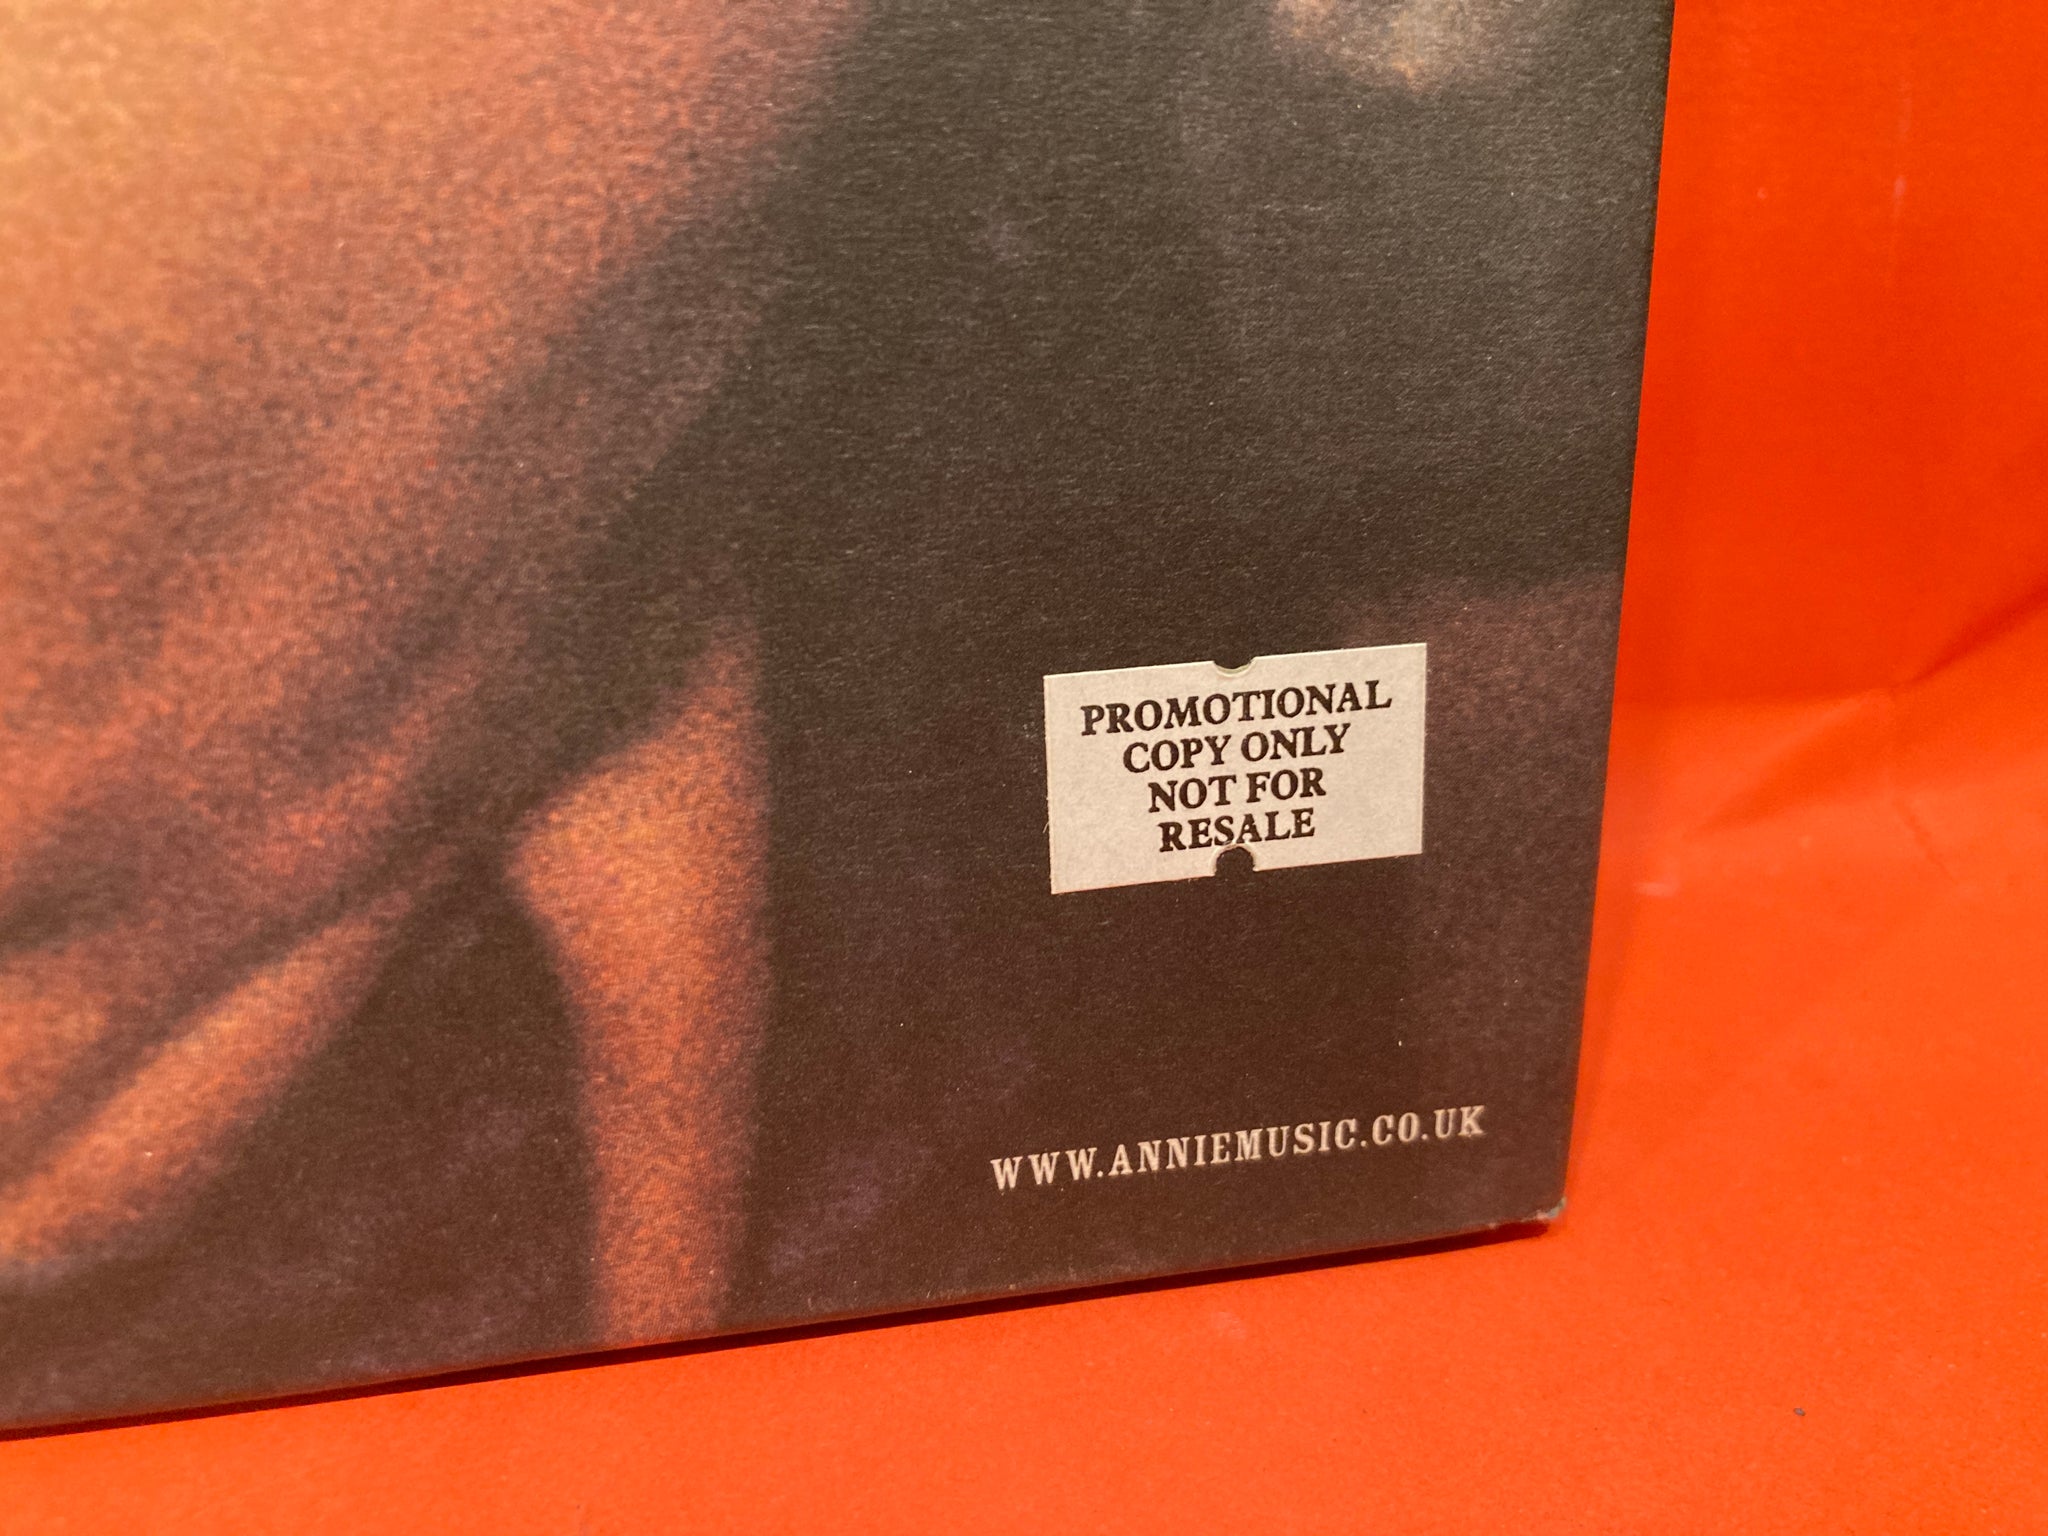 PROMOTIONAL
COPY ONLY
NOT FOR
RESALE
WWW.ANNIEMUSIC.CO.UK